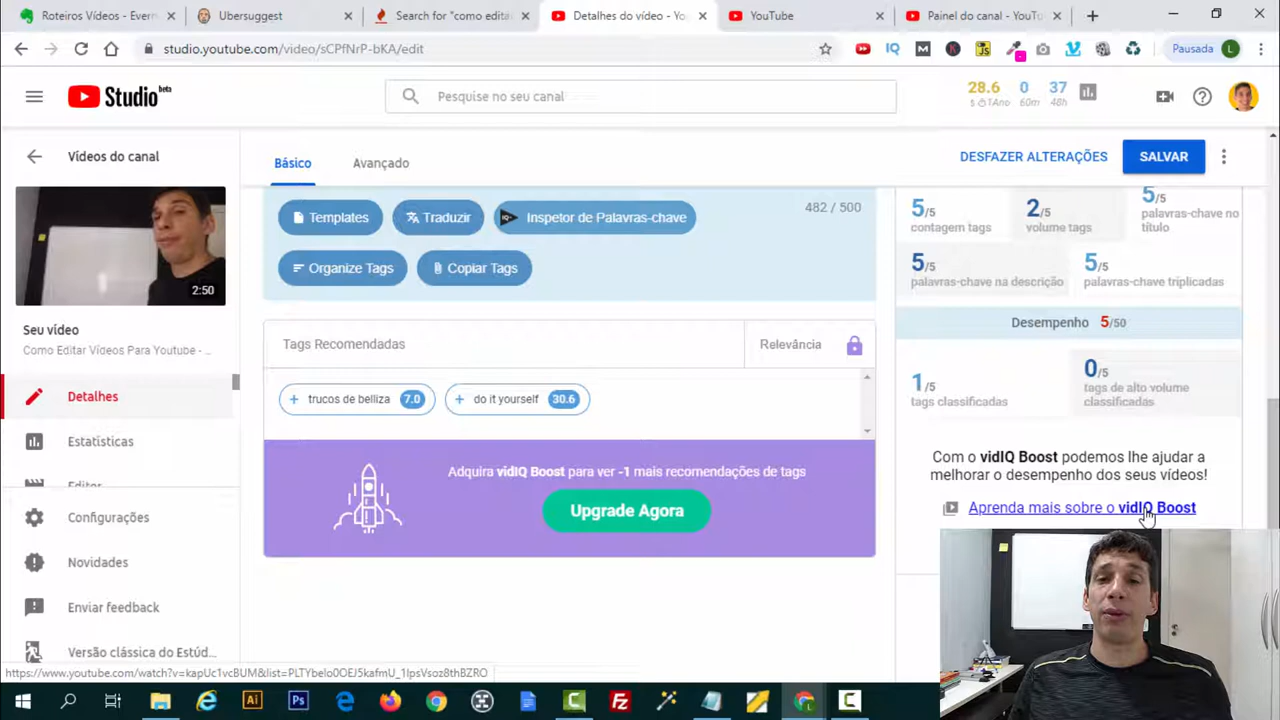 Roteiros Vídeos - Evern
Ubersuggest
Search for "como edita
Detalhes do vídeo - Yo
YouTube
Painel do canal - YouTu
studio.youtube.com/video/sCPfNrP-bKA/edit
IQ
M
K
Js
Pausada
L
Studio beta
Pesquise no seu canal
28.6 0 37
TAno 60m 48h
Vídeos do canal
Básico
Avançado
DESFAZER ALTERAÇÕES
SALVAR
2:50
Seu vídeo
Como Editar Vídeos Para Youtube - ...
Detalhes
Estatísticas
Editor
Configurações
Novidades
Enviar feedback
Versão clássica do Estúd...
Templates
Traduzir
Inspetor de Palavras-chave
482 / 500
Organize Tags
Copiar Tags
Tags Recomendadas
Relevância
+ trucos de belliza 7.0
+ do it yourself 30.6
Adquira vidIQ Boost para ver -1 mais recomendações de tags
Upgrade Agora
5/5
contagem tags
2/5
volume tags
5/5
palavras-chave no
título
5/5
palavras-chave na descrição
5/5
palavras-chave triplicadas
Desempenho 5/50
1/5
tags classificadas
0/5
tags de alto volume
classificadas
Com o vidIQ Boost podemos lhe ajudar a
melhorar o desempenho dos seus vídeos!
Aprenda mais sobre o vidIQ Boost
https://www.youtube.com/watch?v=kapUc1vcBUM&list=PLTYbelo0OEJ5kafmU_1lpsVsoz8thBZRO
Ai
Ps